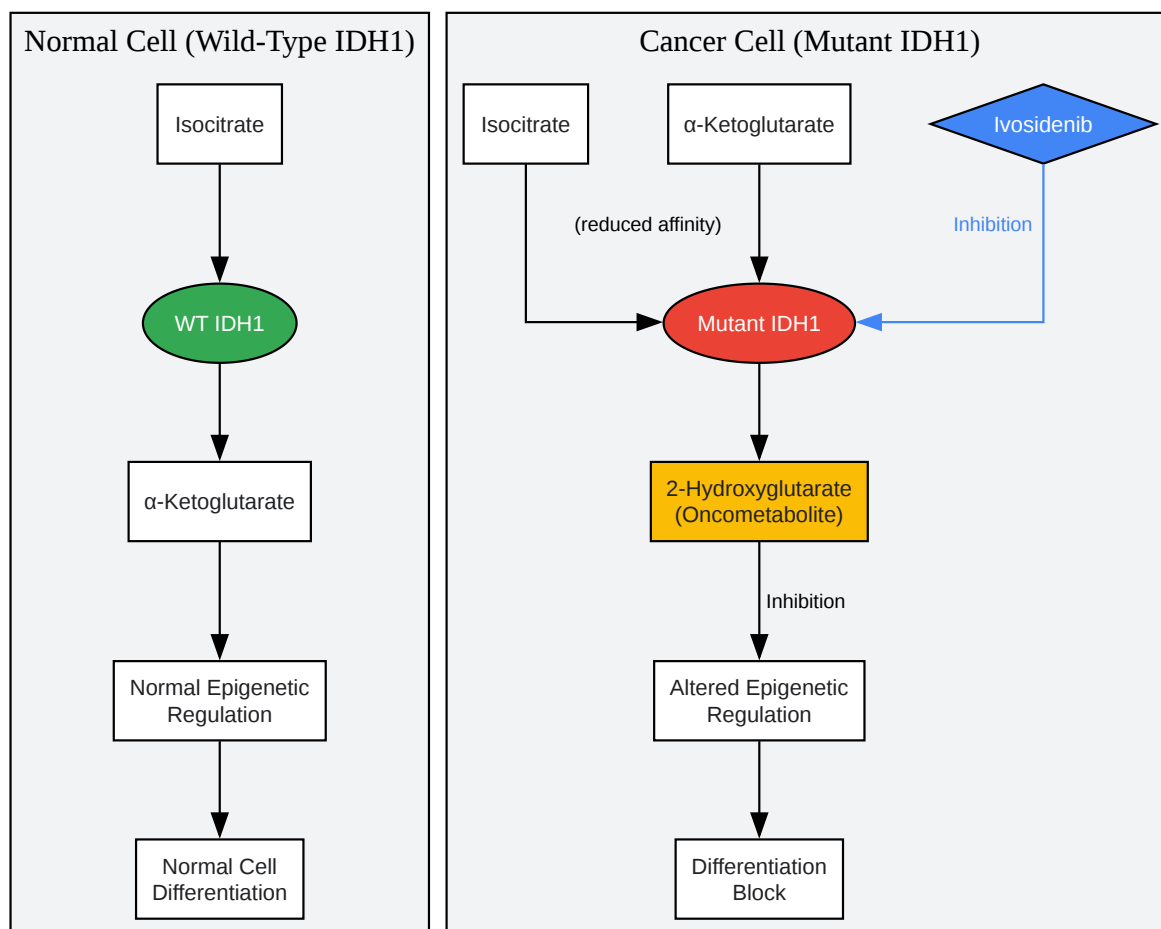 Normal Cell (Wild-Type IDH1)
Isocitrate
WT IDH1
α-Ketoglutarate
Normal Epigenetic
Regulation
Normal Cell
Differentiation
Cancer Cell (Mutant IDH1)
Isocitrate
α-Ketoglutarate
Ivosidenib
(reduced affinity)
Inhibition
Mutant IDH1
2-Hydroxyglutarate
(Oncometabolite)
Inhibition
Altered Epigenetic
Regulation
Differentiation
Block